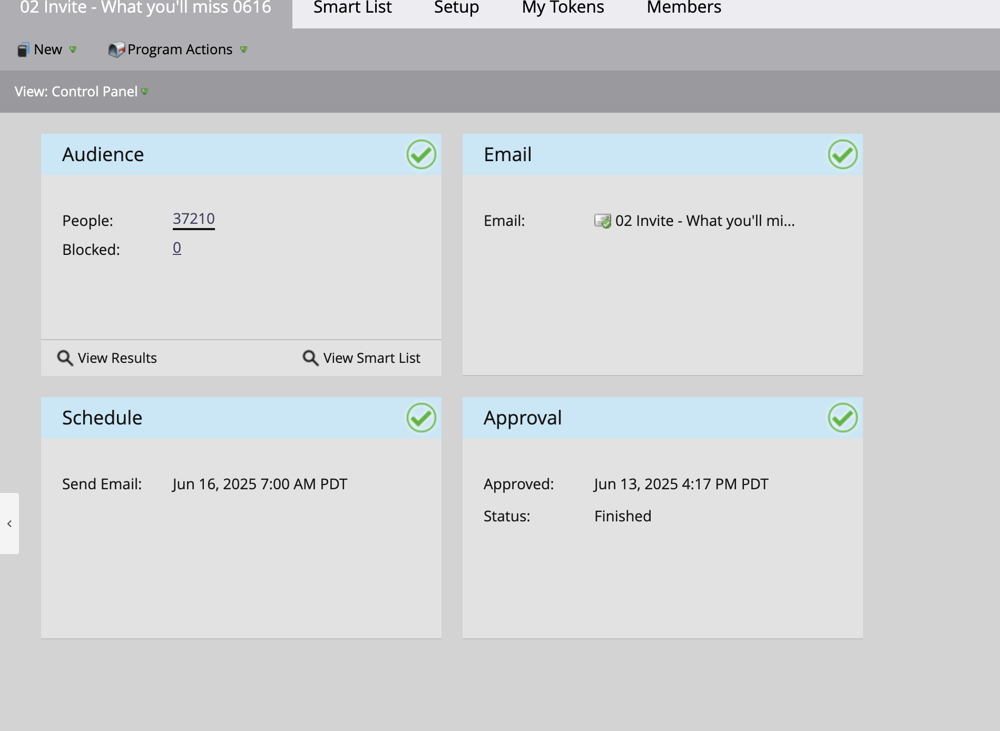 02 Invite - What you'll miss 0616
Smart List
Setup
My Tokens
Members
New
Program Actions
View: Control Panel
Audience
People: 37210
Blocked: 0
View Results
View Smart List
Email
Email: 02 Invite - What you'll mi...
Schedule
Send Email: Jun 16, 2025 7:00 AM PDT
Approval
Approved: Jun 13, 2025 4:17 PM PDT
Status: Finished